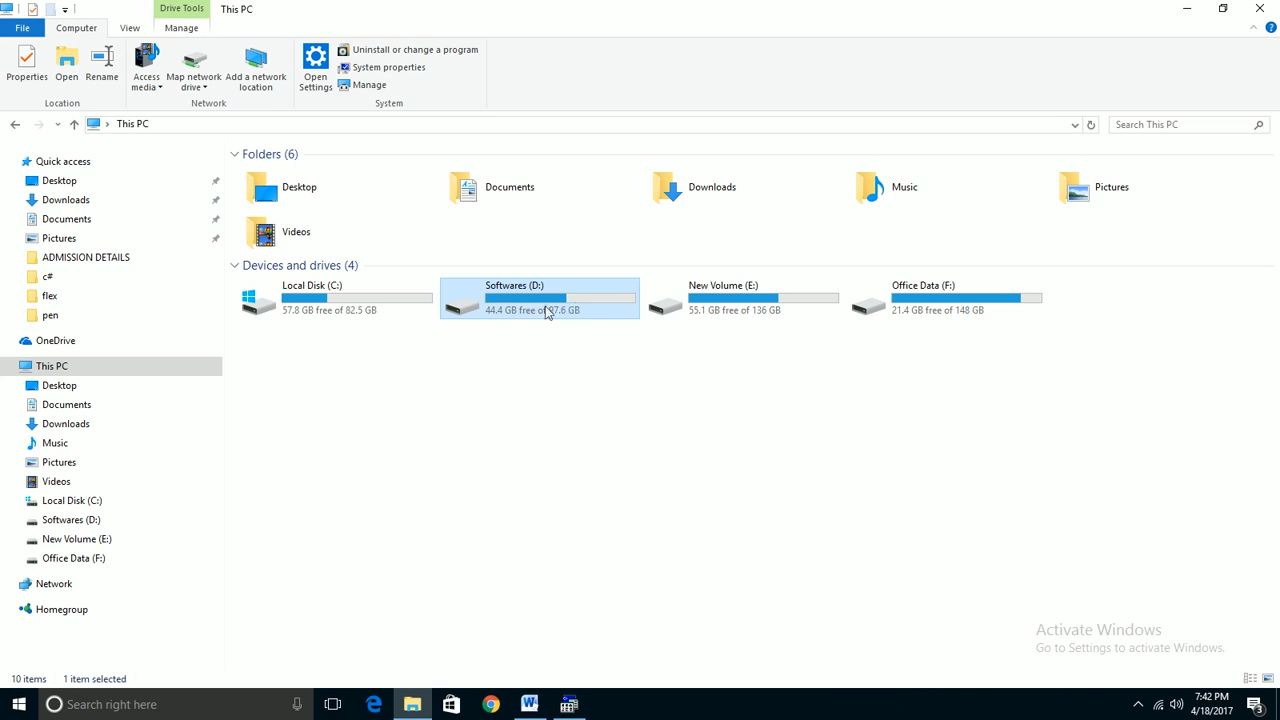 Drive Tools
This PC
File
Computer
View
Manage
Properties
Open
Rename
Access media
Map network drive
Add a network location
Open Settings
Uninstall or change a program
System properties
Manage
Location
Network
System
This PC
Search This PC
Quick access
Desktop
Downloads
Documents
Pictures
ADMISSION DETAILS
c#
flex
pen
OneDrive
This PC
Desktop
Documents
Downloads
Music
Pictures
Videos
Local Disk (C:)
Softwares (D:)
New Volume (E:)
Office Data (F:)
Network
Homegroup
Folders (6)
Desktop
Documents
Downloads
Music
Pictures
Videos
Devices and drives (4)
Local Disk (C:)
57.8 GB free of 82.5 GB
Softwares (D:)
44.4 GB free of 97.6 GB
New Volume (E:)
55.1 GB free of 136 GB
Office Data (F:)
21.4 GB free of 148 GB
Activate Windows
Go to Settings to activate Windows.
10 items
1 item selected
Search right here
7:42 PM
4/18/2017
3